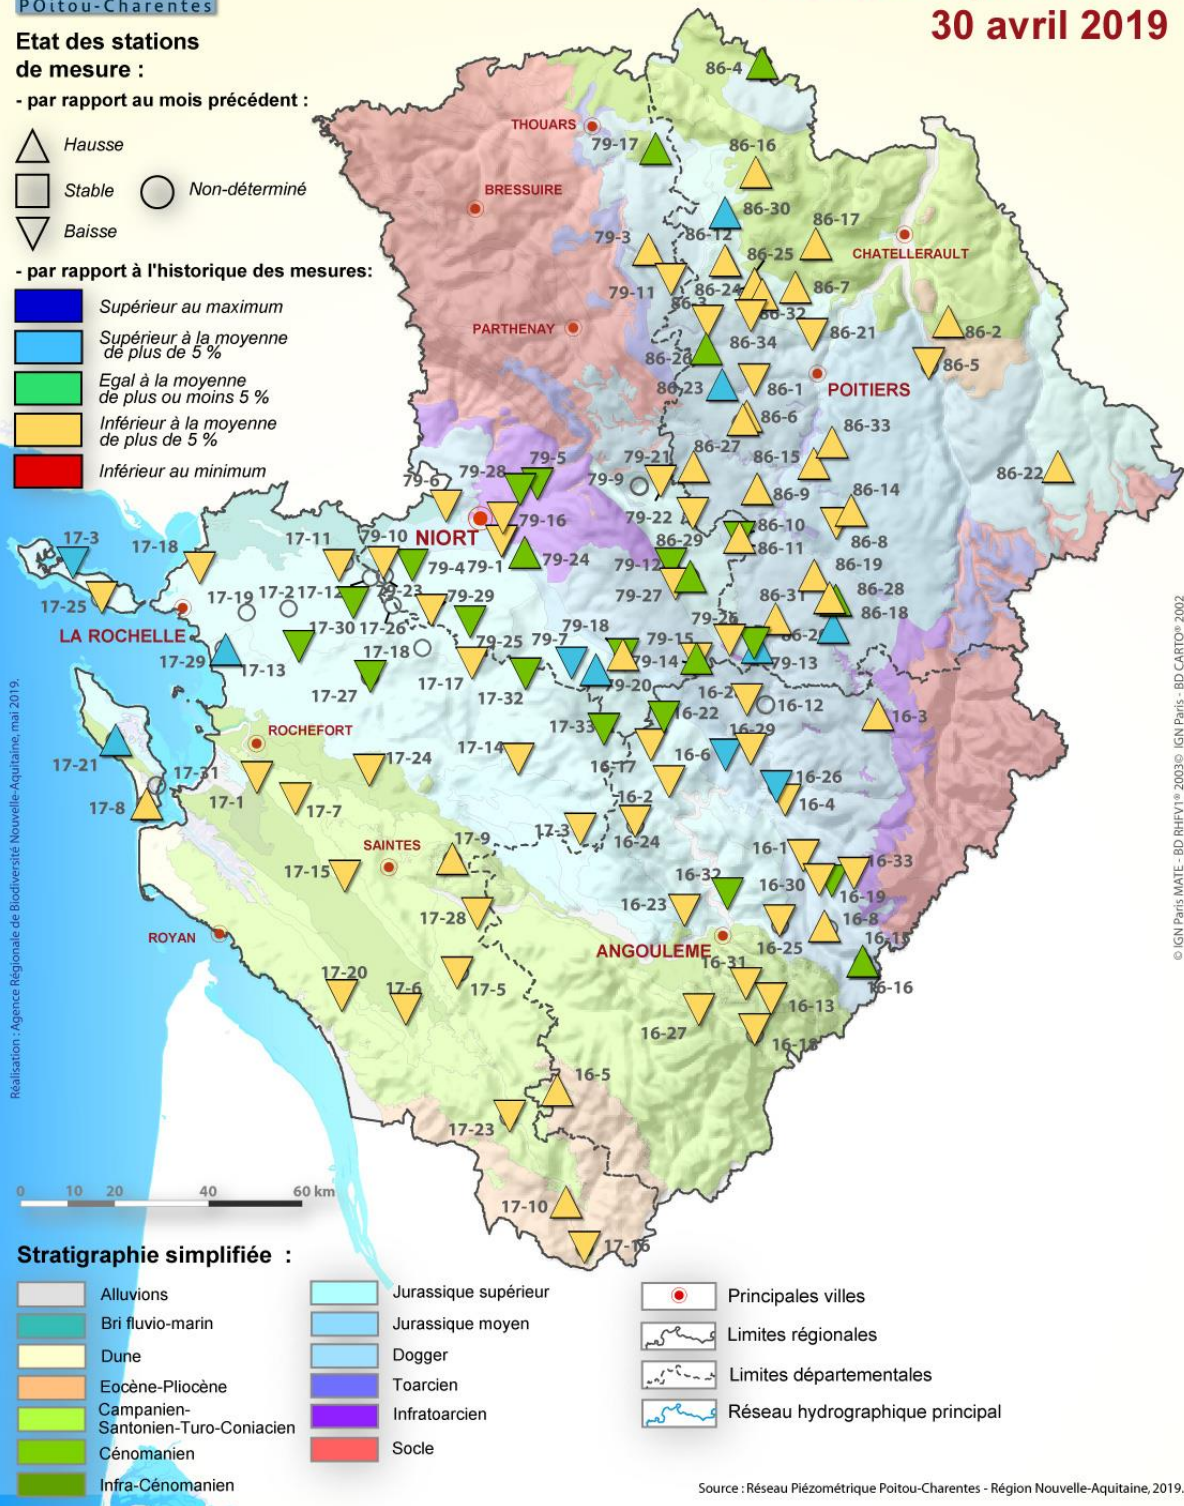 POitou-Charentes
30 avril 2019
Etat des stations
de mesure :
- par rapport au mois précédent :
Hausse
Stable
Non-déterminé
Baisse
- par rapport à l'historique des mesures:
Supérieur au maximum
Supérieur à la moyenne
de plus de 5 %
Egal à la moyenne
de plus ou moins 5 %
Inférieur à la moyenne
de plus de 5 %
Inférieur au minimum
86-4
THOUARS
79-17
86-16
BRESSUIRE
86-30
86-17
79-3
86-12
86-25
CHATELLERAULT
79-11
86-24
86-7
86-3
86-32
PARTHENAY
86-21
86-2
86-26
86-34
86-5
86-23
86-1
POITIERS
86-6
86-33
86-27
86-15
79-28
79-5
79-21
86-22
79-6
79-9
86-9
86-14
79-16
79-22
86-10
NIORT
86-8
17-3
17-18
17-11
79-10
79-24
86-29
86-11
79-4
79-1
79-12
86-19
17-25
17-19
17-2
17-12
79-23
79-29
79-27
86-31
86-28
86-18
LA ROCHELLE
17-30
17-26
79-18
79-26
86-20
17-29
17-13
17-18
79-25
79-7
79-15
79-14
79-13
17-27
17-17
17-32
79-20
16-2
16-12
16-22
16-3
ROCHEFORT
17-33
16-29
17-21
17-31
17-24
17-14
16-17
16-6
16-26
17-8
17-1
17-7
16-2
16-4
17-3
16-24
SAINTES
17-9
16-1
16-33
17-15
16-32
16-30
16-19
17-28
16-23
16-8
ROYAN
ANGOULEME
16-25
16-15
17-20
17-6
17-5
16-31
16-16
16-13
16-27
16-18
16-5
17-23
17-10
17-16
0 10 20 40 60 km
Réalisation : Agence Régionale de Biodiversité Nouvelle-Aquitaine, mai 2019.
© IGN Paris MATE - BD RHFV1® 2003© IGN Paris - BD CARTO® 2002
Stratigraphie simplifiée :
Alluvions
Bri fluvio-marin
Dune
Eocène-Pliocène
Campanien-
Santonien-Turo-Coniacien
Cénomanien
Infra-Cénomanien
Jurassique supérieur
Jurassique moyen
Dogger
Toarcien
Infratoarcien
Socle
Principales villes
Limites régionales
Limites départementales
Réseau hydrographique principal
Source : Réseau Piézométrique Poitou-Charentes - Région Nouvelle-Aquitaine, 2019.